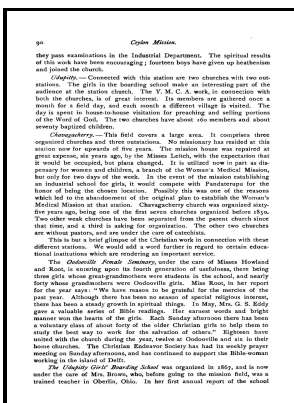 90 Ceylon Mission.
they pass examinations in the Industrial Department. The spiritual results
of this work have been encouraging ; fourteen boys have given up heathenism
and joined the church.
Udupitty. — Connected with this station are two churches with two out-
stations. The girls in the boarding school make an interesting part of the
audience at the station church. The Y. M. C. A. work, in connection with
both the churches, is of great interest. Its members are gathered once a
month for a field day, and each month a different village is visited. The
day is spent in house-to-house visitation for preaching and selling portions
of the Word of God. The two churches have about 160 members and about
seventy baptized children.
Chavagacherry. — This field covers a large area. It comprises three
organized churches and three outstations. No missionary has resided at this
station now for upwards of five years. The mission house was repaired at
great expense, six years ago, by the Misses Leitch, with the expectation that
it would be occupied, but plans changed. It is utilized now in part as dis-
pensary for women and children, a branch of the Woman's Medical Mission,
but only for two days of the week. In the event of the mission establishing
an industrial school for girls, it would compete with Pandaterupo for the
honor of being the chosen location. Possibly this was one of the reasons
which led to the abandonment of the original plan to establish the Woman's
Medical Mission at that station. Chavagacherry church was organized sixty-
five years ago, being one of the first seven churches organized before 1850.
Two other weak churches have been separated from the parent church since
that time, and a third is asking for organization. The other two churches
are without pastors, and are under the care of catechists.
This is but a brief glimpse of the Christian work in connection with these
different stations. We would add a word further in regard to certain educa-
tional institutions which are rendering an important service.
The Oodooville Female Seminary, under the care of Misses Howland
and Root, is entering upon its fourth generation of usefulness, there being
three girls whose great-grandmothers were students in the school, and nearly
forty whose grandmothers were Oodooville girls. Miss Root, in her report
for the year says: "We have reason to be grateful for the mercies of the
past year. Although there has been no season of special religious interest,
there has been a steady growth in spiritual things. In May, Mrs. G. S. Eddy
gave a valuable series of Bible readings. Her earnest words and bright
manner won the hearts of the girls. Each Sunday afternoon there has been
a voluntary class of about forty of the older Christian girls to help them to
study the best way to work for the salvation of others." Eighteen have
united with the church during the year, twelve at Oodooville and six in their
home churches. The Christian Endeavor Society has had its weekly prayer
meeting on Sunday afternoons, and has continued to support the Bible-woman
working in the island of Delft.
The Udupitty Girls' Boarding School was organized in 1867, and is now
under the care of Mrs. Brown, who, before going to the mission field, was a
trained teacher in Oberlin, Ohio. In her first annual report of the school